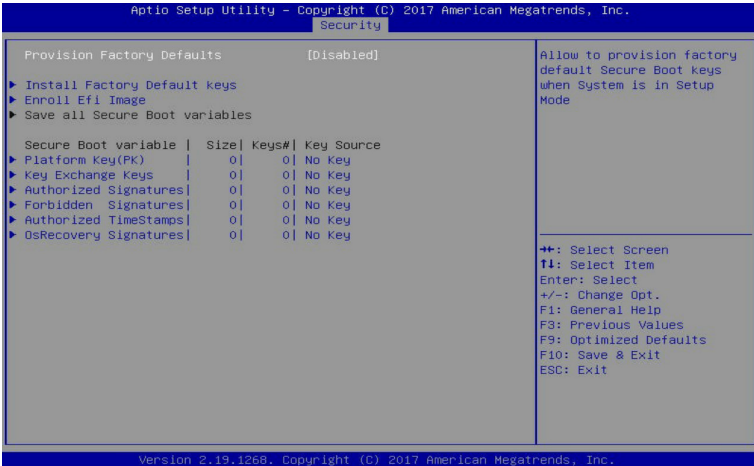 Aptio Setup Utility – Copyright (C) 2017 American Megatrends, Inc.
Security
Provision Factory Defaults [Disabled]
Install Factory Default keys
Enroll Efi Image
Save all Secure Boot variables
Secure Boot variable | Size| Keys#| Key Source
Platform Key(PK) | 0| 0| No Key
Key Exchange Keys | 0| 0| No Key
Authorized Signatures| 0| 0| No Key
Forbidden Signatures| 0| 0| No Key
Authorized TimeStamps| 0| 0| No Key
OsRecovery Signatures| 0| 0| No Key
Allow to provision factory
default Secure Boot keys
when System is in Setup
Mode
→←: Select Screen
↑↓: Select Item
Enter: Select
+/-: Change Opt.
F1: General Help
F3: Previous Values
F9: Optimized Defaults
F10: Save & Exit
ESC: Exit
Version 2.19.1268. Copyright (C) 2017 American Megatrends, Inc.